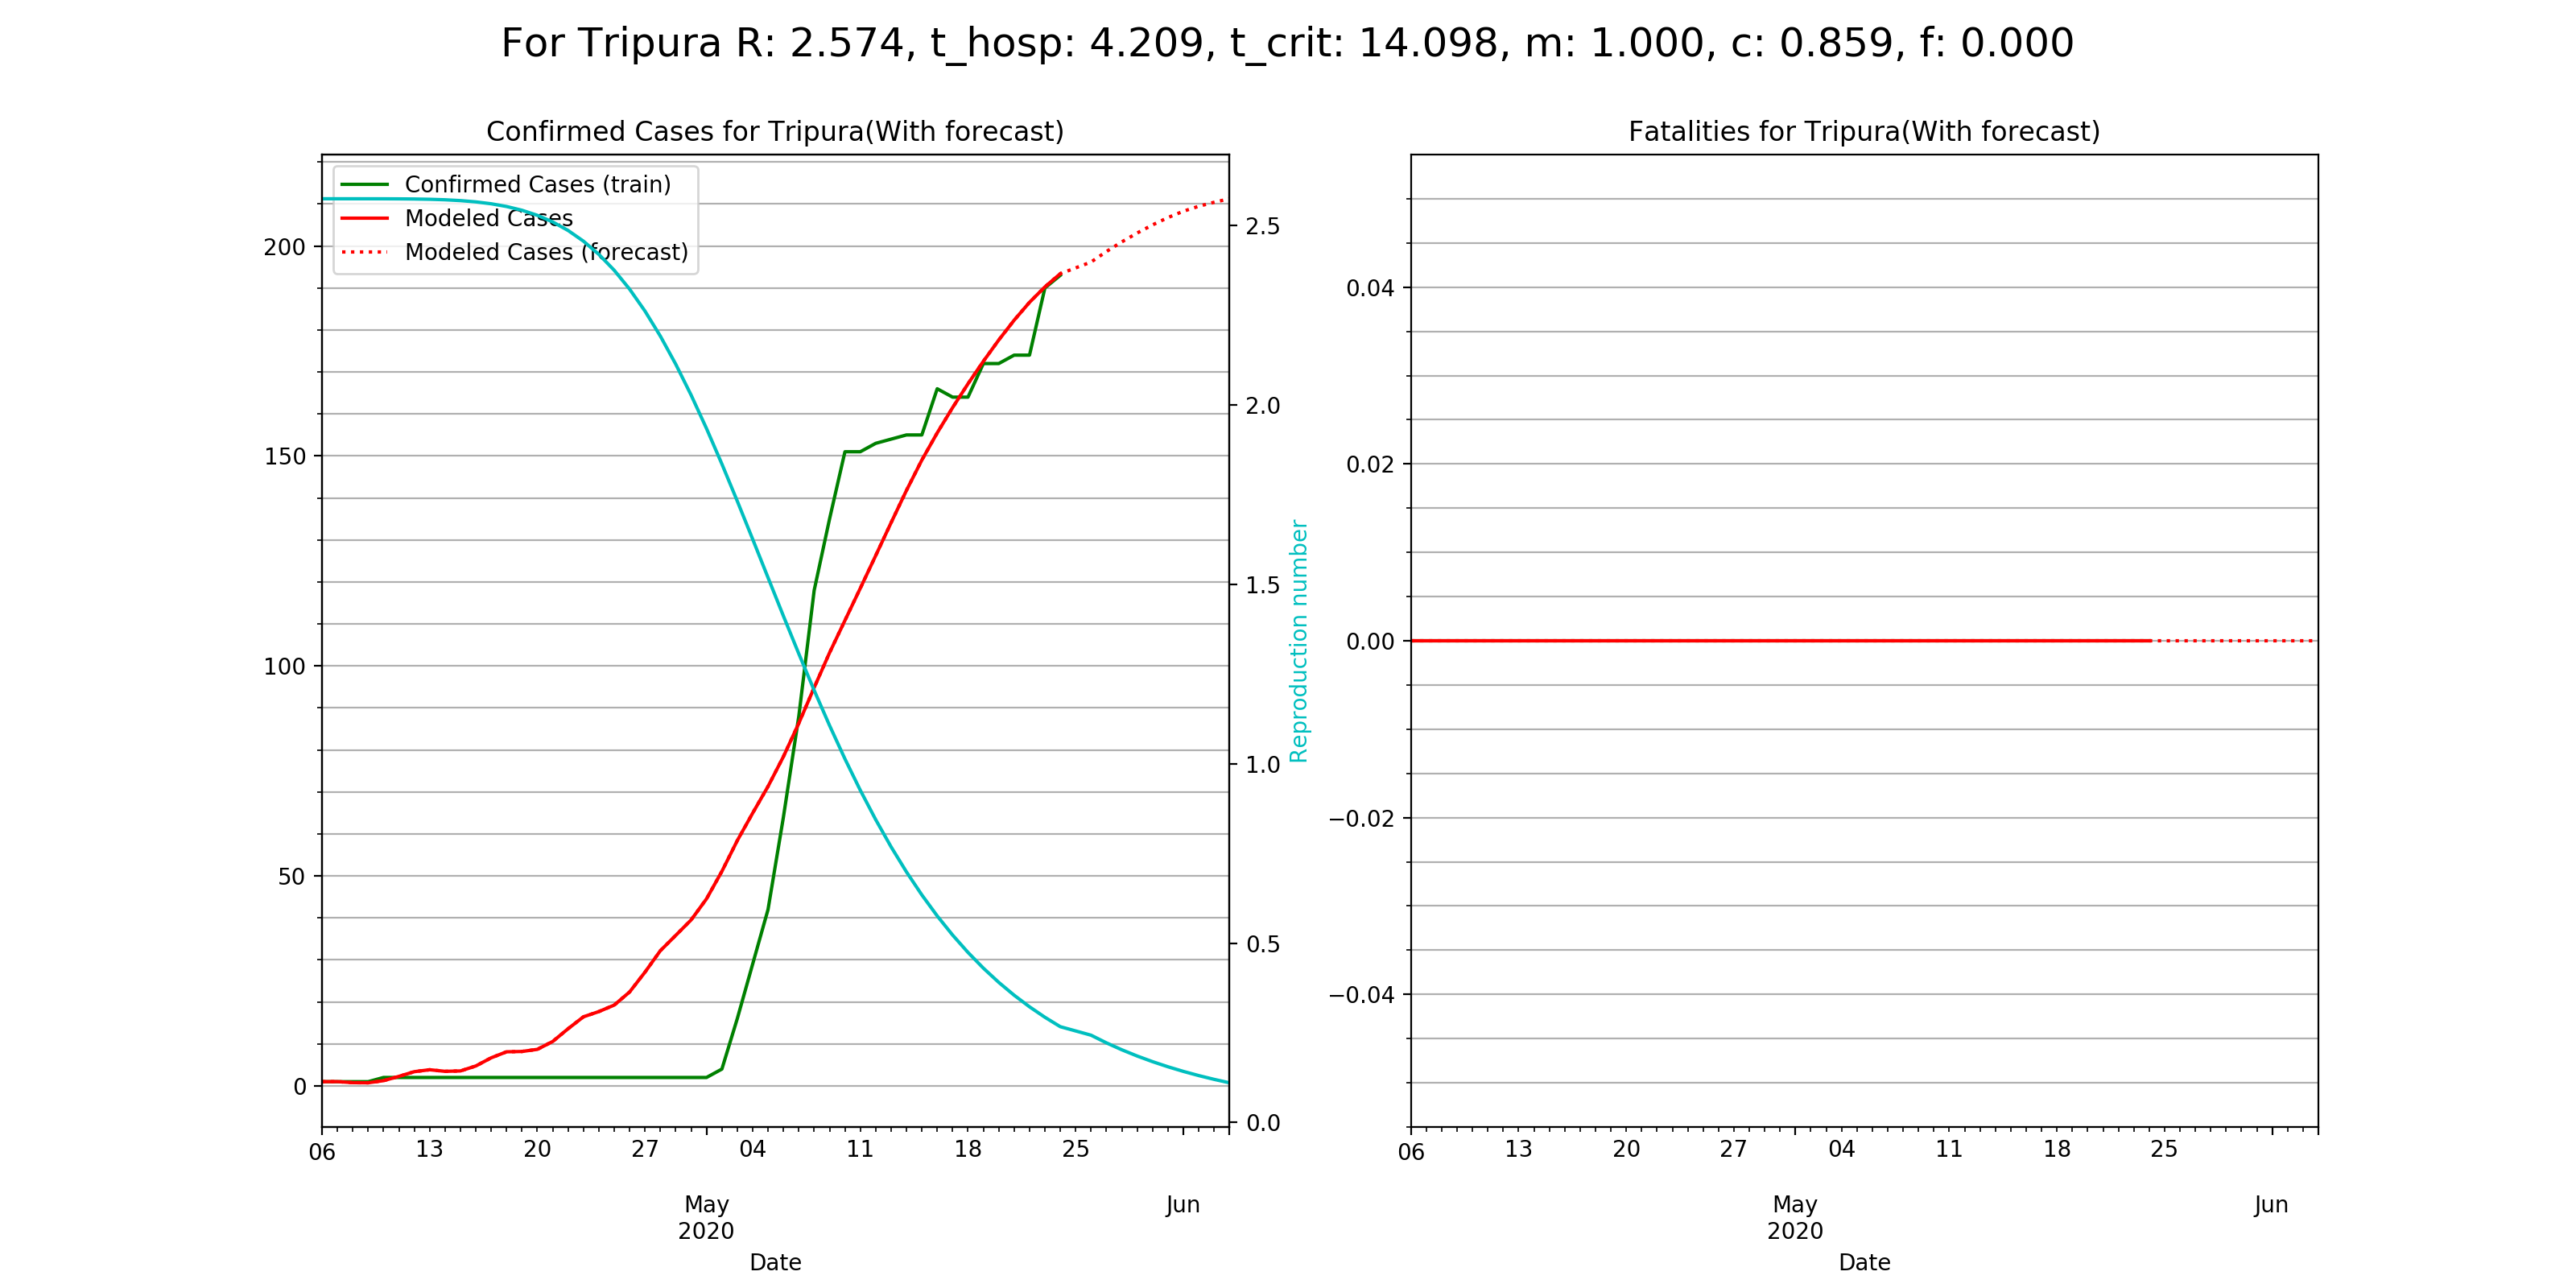 For Tripura R: 2.574, t_hosp: 4.209, t_crit: 14.098, m: 1.000, c: 0.859, f: 0.000
Confirmed Cases for Tripura(With forecast)
Confirmed Cases (train)
Modeled Cases
Modeled Cases (forecast)
200
150
100
50
0
2.5
2.0
1.5
1.0
0.5
0.0
Reproduction number
06 13 20 27 04 11 18 25
May Jun
2020
Date
Fatalities for Tripura(With forecast)
0.04
0.02
0.00
−0.02
−0.04
06 13 20 27 04 11 18 25
May Jun
2020
Date